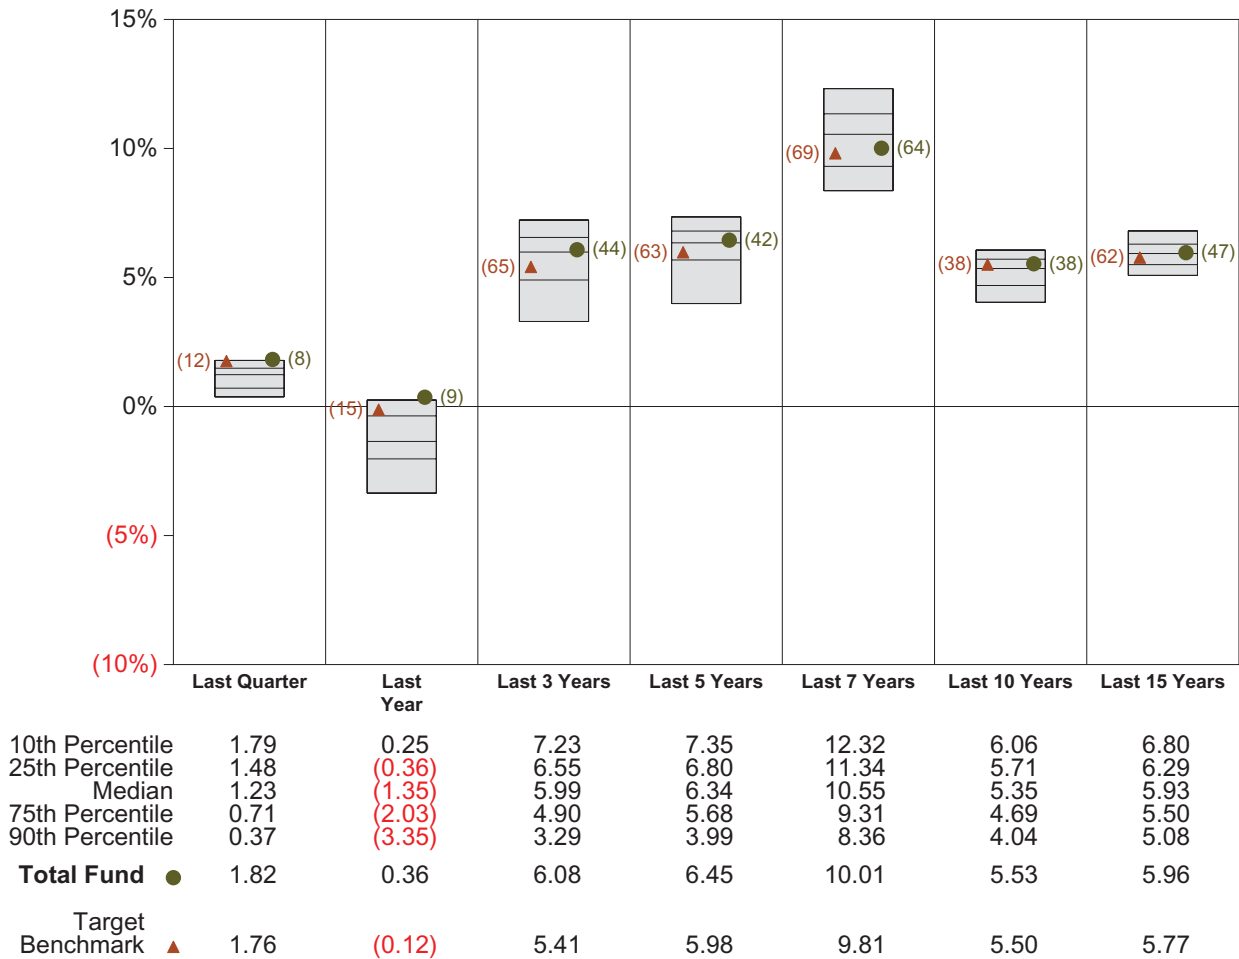 15%
10%
5%
0%
(5%)
(10%)
(12)
(8)
(15)
(9)
(65)
(44)
(63)
(42)
(69)
(64)
(38)
(38)
(62)
(47)
Last Quarter Last Last 3 Years Last 5 Years Last 7 Years Last 10 Years Last 15 Years
Year
10th Percentile 1.79 0.25 7.23 7.35 12.32 6.06 6.80
25th Percentile 1.48 (0.36) 6.55 6.80 11.34 5.71 6.29
Median 1.23 (1.35) 5.99 6.34 10.55 5.35 5.93
75th Percentile 0.71 (2.03) 4.90 5.68 9.31 4.69 5.50
90th Percentile 0.37 (3.35) 3.29 3.99 8.36 4.04 5.08
Total Fund 1.82 0.36 6.08 6.45 10.01 5.53 5.96
Target
Benchmark 1.76 (0.12) 5.41 5.98 9.81 5.50 5.77